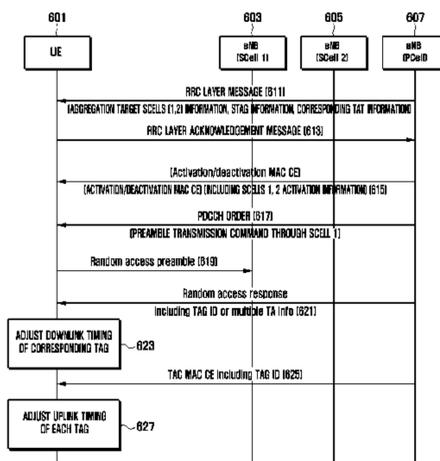 601
603
605
607
UE
eNB
(SCell 1)
eNB
(SCell 2)
eNB
(PCell)
RRC LAYER MESSAGE (611)
(AGGREGATION TARGET SCELLS (1,2) INFORMATION, STAG INFORMATION, CORRESPONDING TAT INFORMATION)
RRC LAYER ACKNOWLEDGEMENT MESSAGE (613)
(Activation/deactivation MAC CE)
(ACTIVATION/DEACTIVATION MAC CE) (INCLUDING SCELLS 1, 2 ACTIVATION INFORMATION) (615)
PDCCH ORDER (617)
(PREAMBLE TRANSMISSION COMMAND THROUGH SCELL 1)
Random access preamble (619)
Random access response
including TAG ID or multiple TA info (621)
ADJUST DOWNLINK TIMING
OF CORRESPONDING TAG
623
TAC MAC CE including TAG ID (625)
ADJUST UPLINK TIMING
OF EACH TAG
627